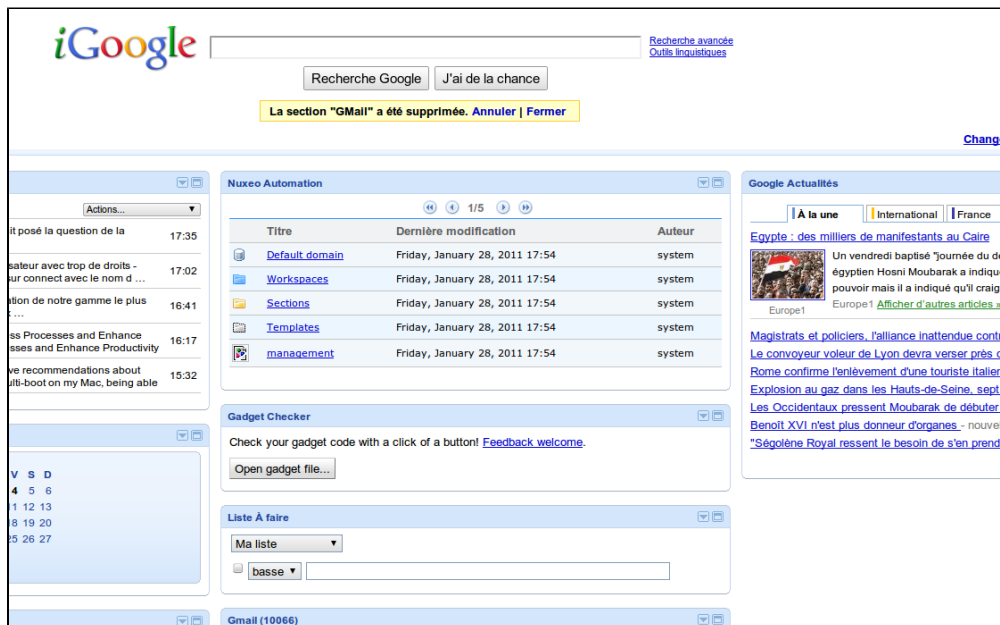 iGoogle
Recherche avancée
Outils linguistiques
Recherche Google
J'ai de la chance
La section "GMail" a été supprimée. Annuler | Fermer
Actions...
it posé la question de la
17:35
sateur avec trop de droits -
sur connect avec le nom d ...
17:02
ation de notre gamme le plus
...
16:41
ss Processes and Enhance
sses and Enhance Productivity
16:17
ve recommendations about
ulti-boot on my Mac, being able
15:32
V S D
4 5 6
11 12 13
18 19 20
25 26 27
Nuxeo Automation
1/5
Titre Dernière modification Auteur
Default domain Friday, January 28, 2011 17:54 system
Workspaces Friday, January 28, 2011 17:54 system
Sections Friday, January 28, 2011 17:54 system
Templates Friday, January 28, 2011 17:54 system
management Friday, January 28, 2011 17:54 system
Gadget Checker
Check your gadget code with a click of a button! Feedback welcome.
Open gadget file...
Liste À faire
Ma liste
basse
Gmail (10066)
Chang
Google Actualités
À la une International France
Egypte : des milliers de manifestants au Caire
Un vendredi baptisé "journée du dé
égyptien Hosni Moubarak a indiqu
pouvoir mais il a indiqué qu'il craig
Europe1 Afficher d'autres articles »
Europe1
Magistrats et policiers, l'alliance inattendue contr
Le convoyeur voleur de Lyon devra verser près d
Rome confirme l'enlèvement d'une touriste italier
Explosion au gaz dans les Hauts-de-Seine, sept
Les Occidentaux pressent Moubarak de débuter
Benoît XVI n'est plus donneur d'organes - nouve
"Ségolène Royal ressent le besoin de s'en prend